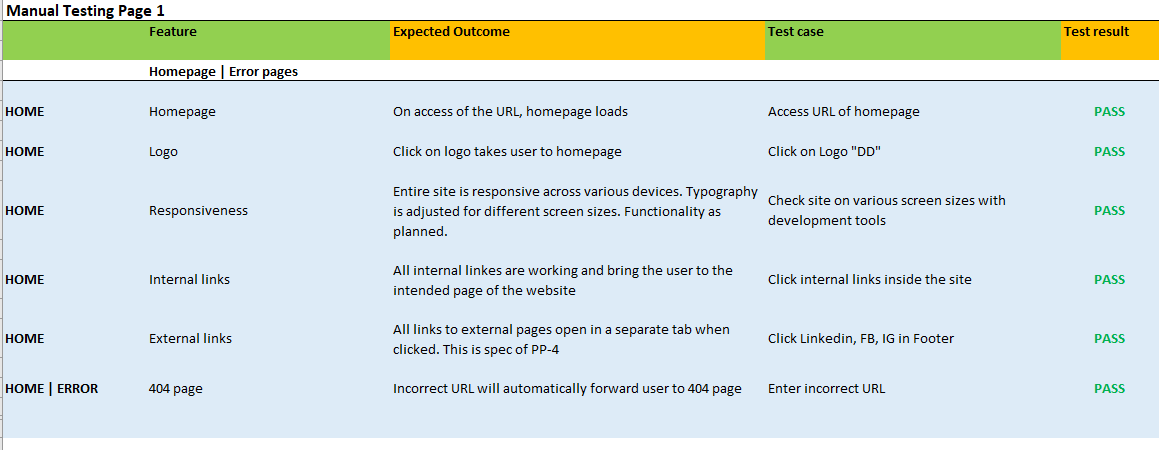 Manual Testing Page 1
Feature Expected Outcome Test case Test result
Homepage | Error pages
HOME Homepage On access of the URL, homepage loads Access URL of homepage PASS
HOME Logo Click on logo takes user to homepage Click on Logo "DD" PASS
HOME Responsiveness Entire site is responsive across various devices. Typography
is adjusted for different screen sizes. Functionality as
planned. Check site on various screen sizes with
development tools PASS
HOME Internal links All internal linkes are working and bring the user to the
intended page of the website Click internal links inside the site PASS
HOME External links All links to external pages open in a separate tab when
clicked. This is spec of PP-4 Click Linkedin, FB, IG in Footer PASS
HOME | ERROR 404 page Incorrect URL will automatically forward user to 404 page Enter incorrect URL PASS